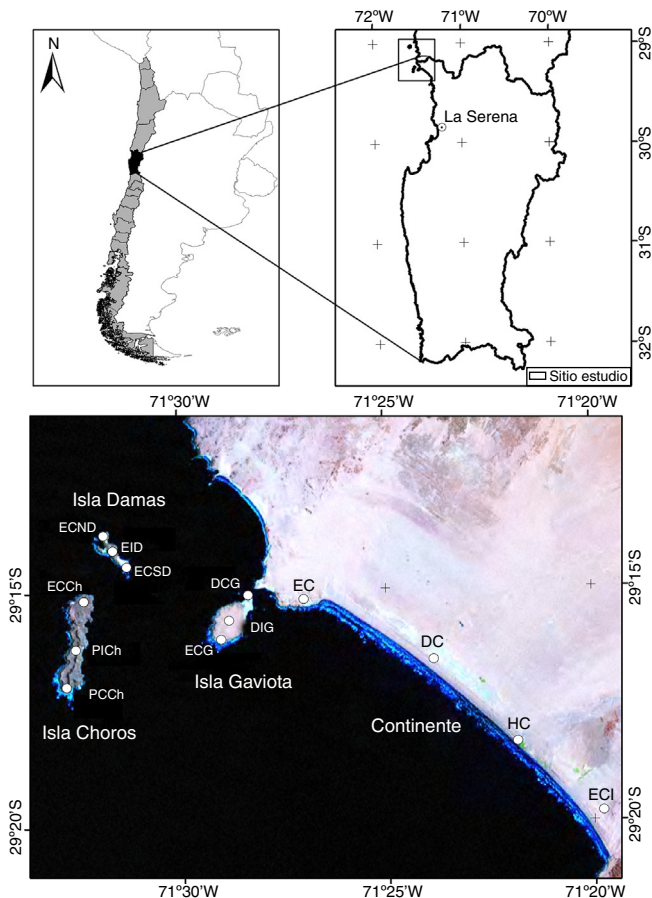 N
72°W 71°W 70°W
29°S
La Serena
30°S
31°S
32°S
Sitio estudio
71°30'W 71°25'W 71°20'W
Isla Damas
ECND
EID
ECSD
29°15'S
29°15'S
ECCh
DCG
EC
PICh
DIG
DC
ECG
PCCh
Isla Gaviota
Isla Choros
Continente
HC
ECI
29°20'S
29°20'S
71°30'W 71°25'W 71°20'W